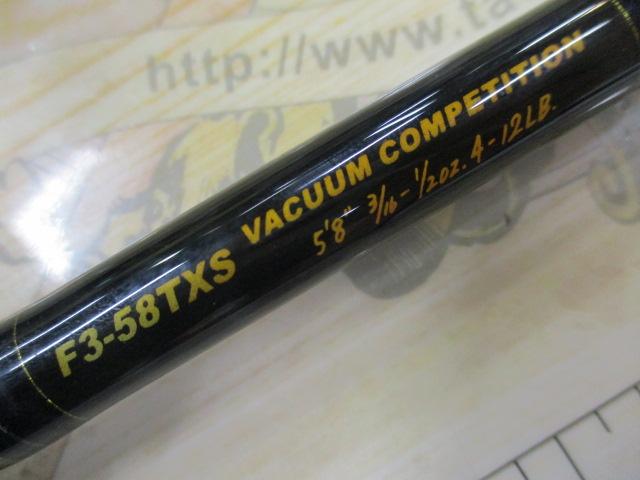 http://www.ta
F3-58TXS VACUUM COMPETITION
5'8" 3/16-1/2oz. 4-12LB.